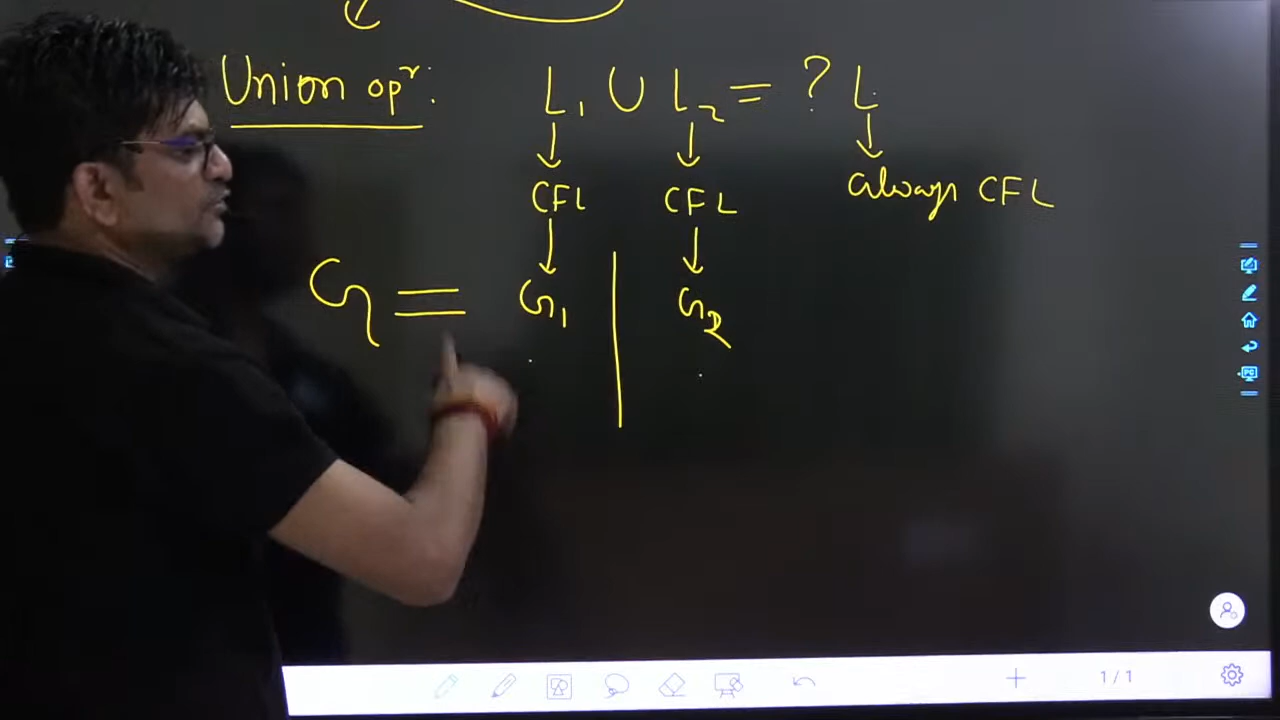 Union opr: L1 ∪ L2 = ? L
CFL CFL always CFL
G = G1 | G2
1/1